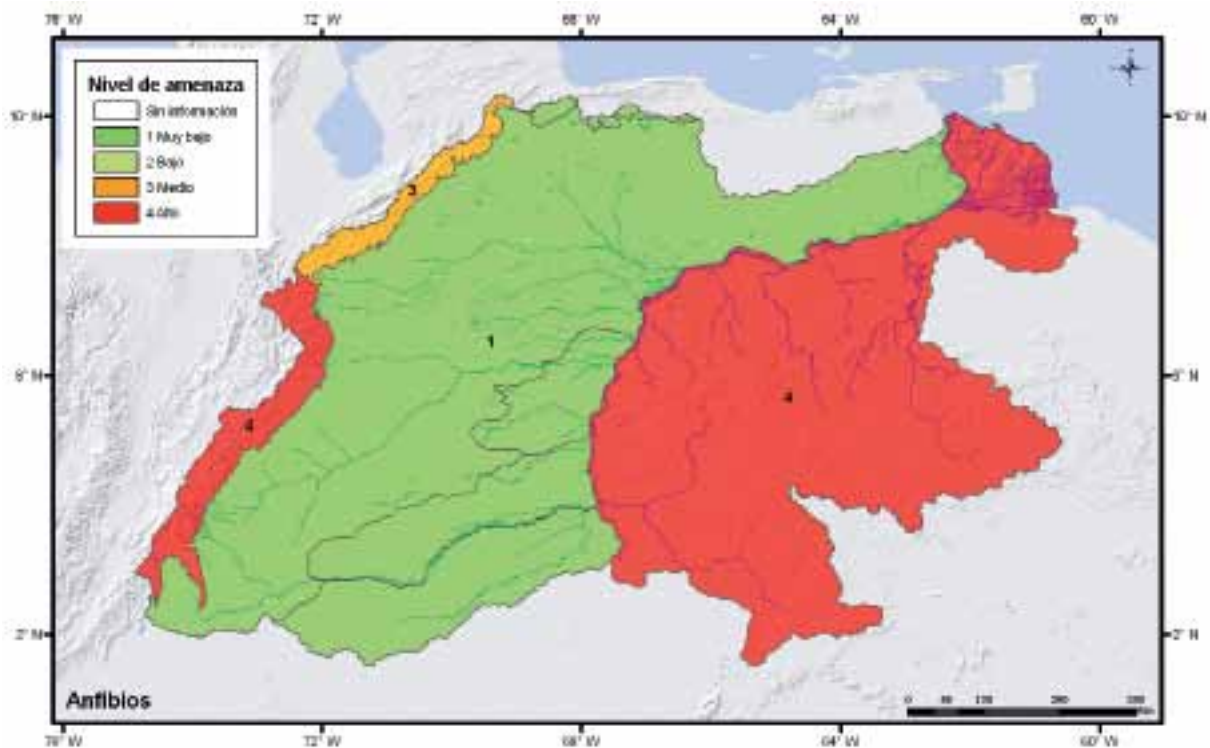 76° W 72° W 68° W 64° W 60° W
Nivel de amenaza
Sin información
1 Muy bajo
2 Bajo
3 Medio
4 Alto
10° N 10° N
3
1
6° N 6° N
4
4
2° N 2° N
Anfibios
0
76° W 72° W 68° W 64° W 60° W